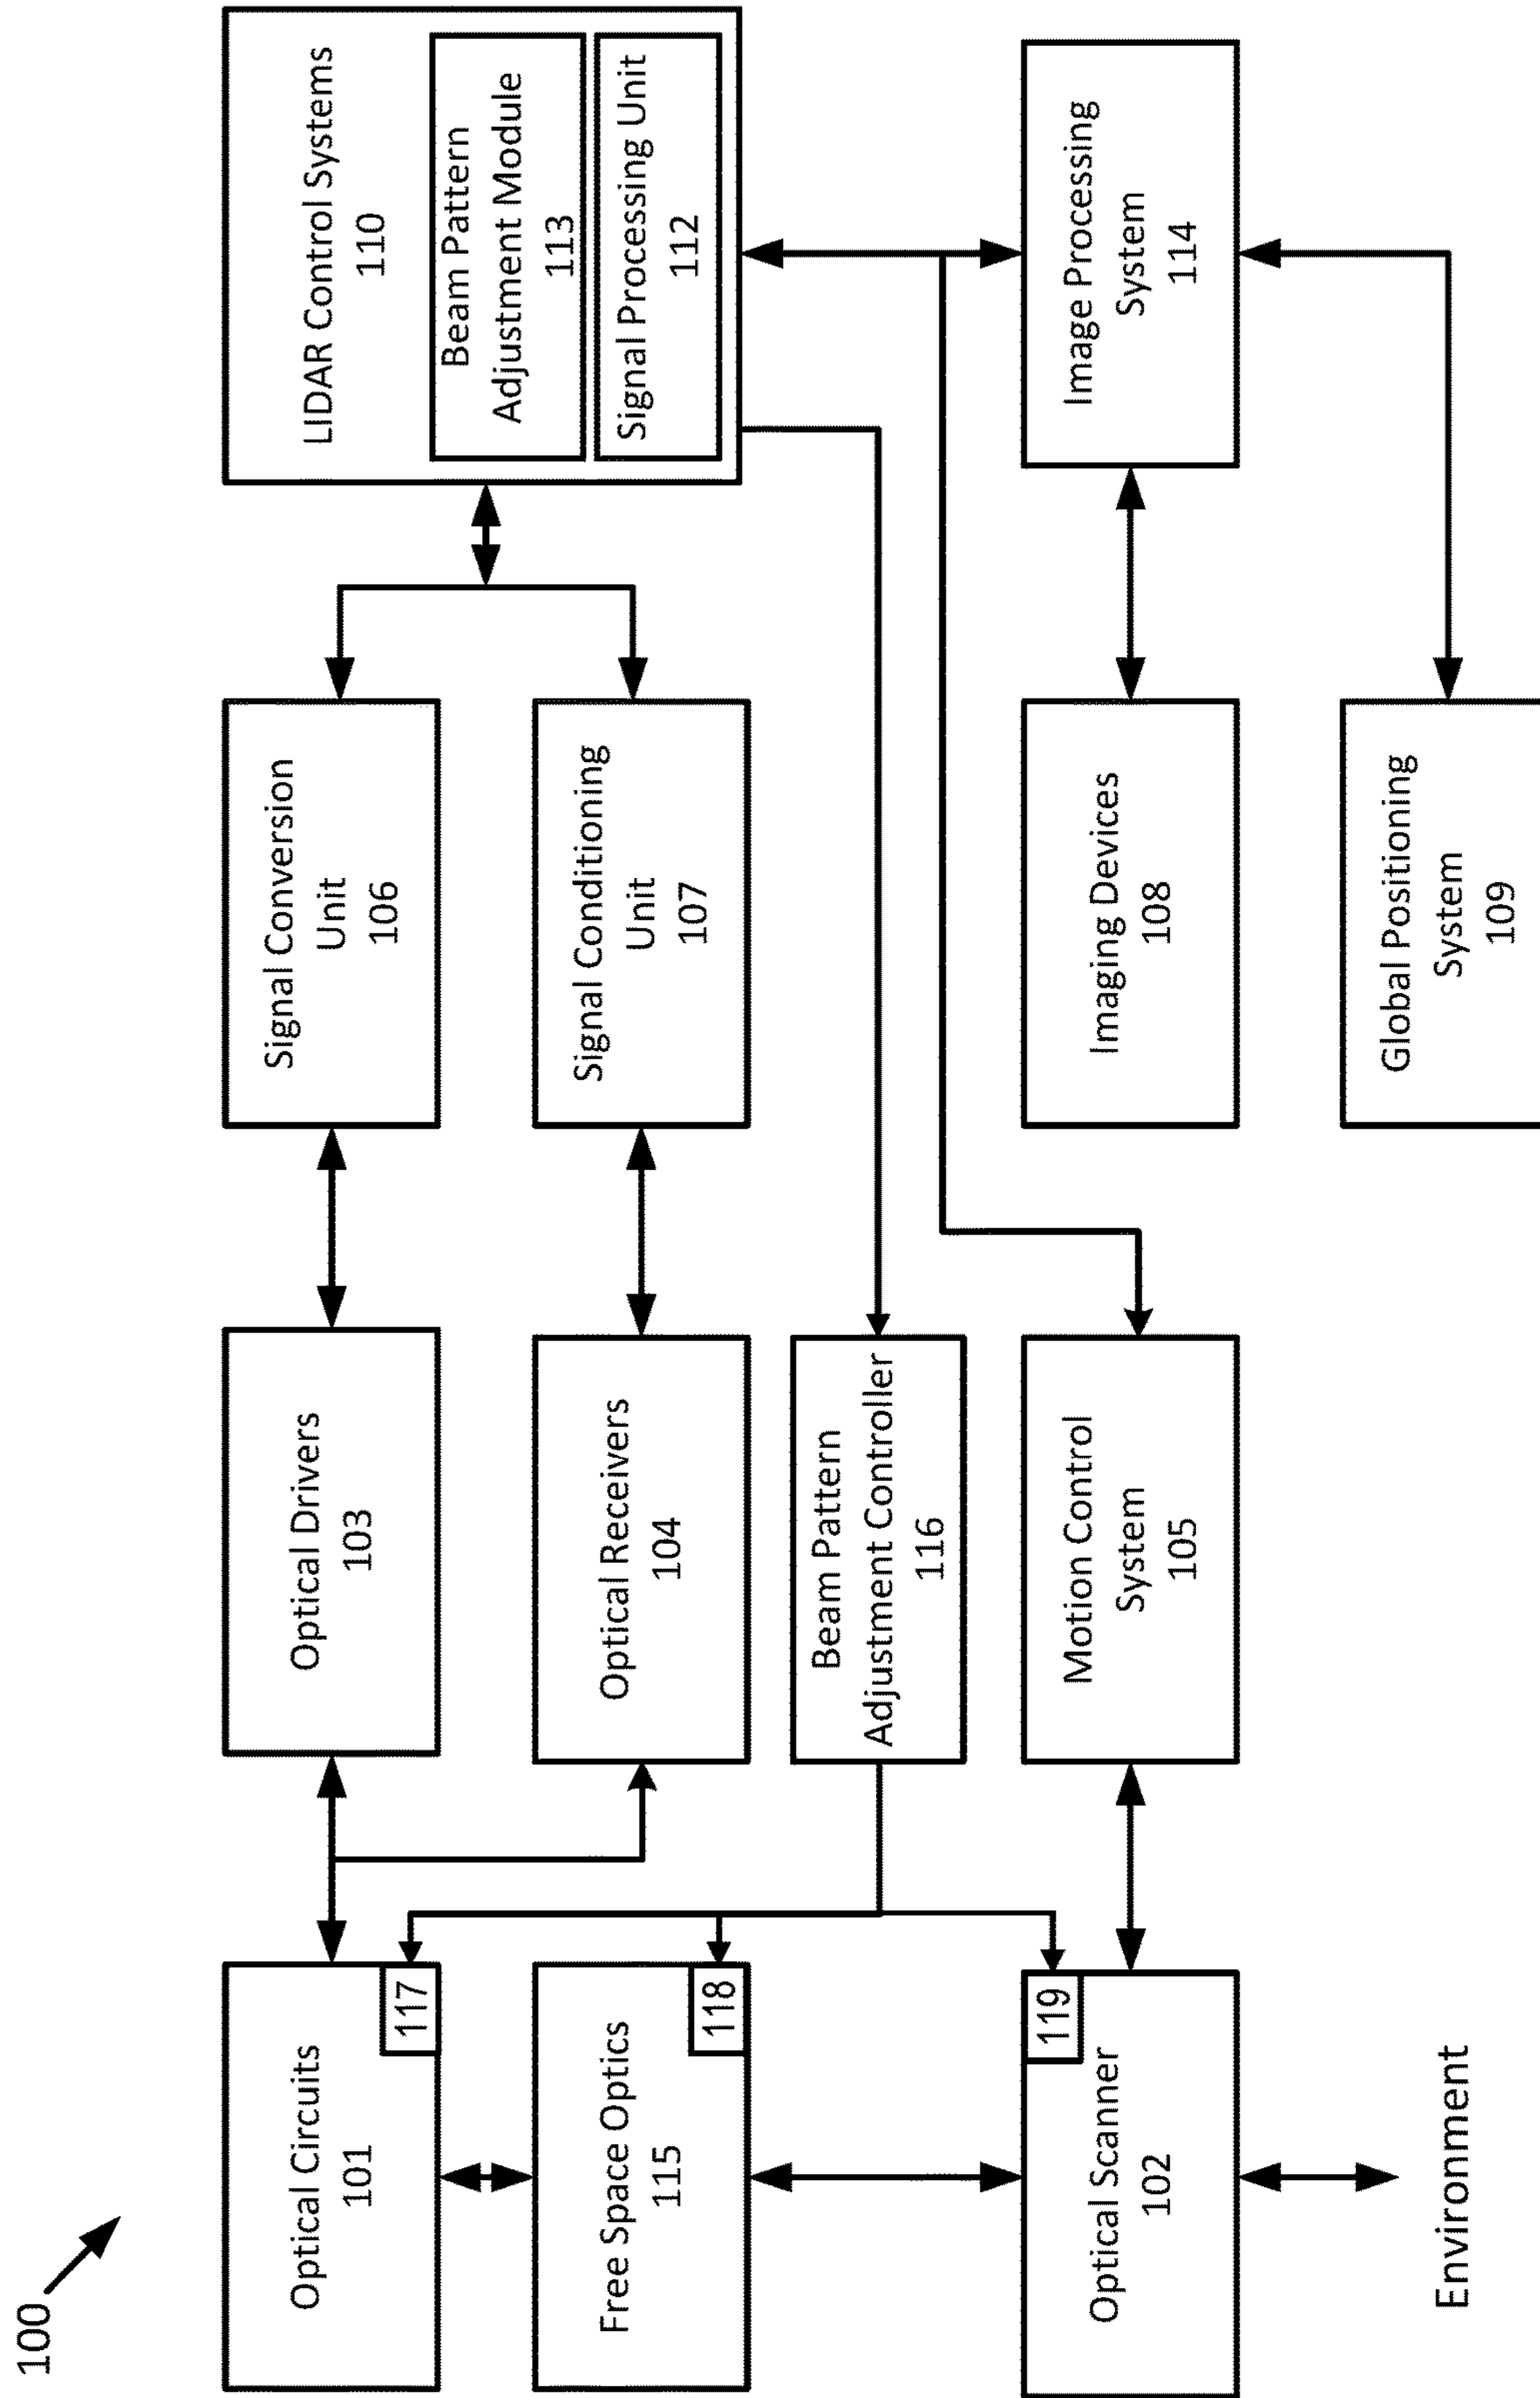 100
Optical Circuits
101
117
Free Space Optics
115
118
Optical Scanner
102
119
Environment
Optical Drivers
103
Optical Receivers
104
Beam Pattern
Adjustment Controller
116
Motion Control
System
105
Signal Conversion
Unit
106
Signal Conditioning
Unit
107
Imaging Devices
108
Global Positioning
System
109
LIDAR Control Systems
110
Beam Pattern
Adjustment Module
113
Signal Processing Unit
112
Image Processing
System
114